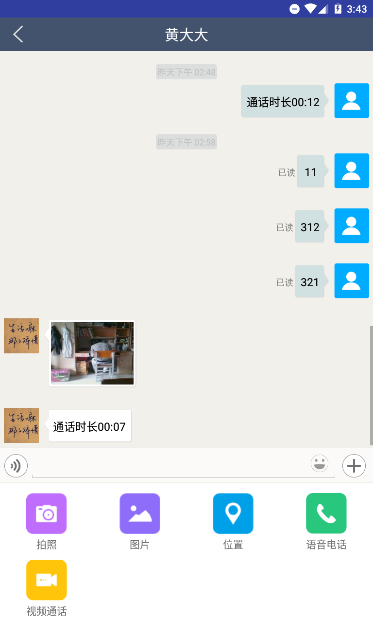 3:43
黄大大
昨天下午 02:48
通话时长00:12
昨天下午 02:58
已读 11
已读 312
已读 321
通话时长00:07
拍照 图片 位置 语音电话
视频通话